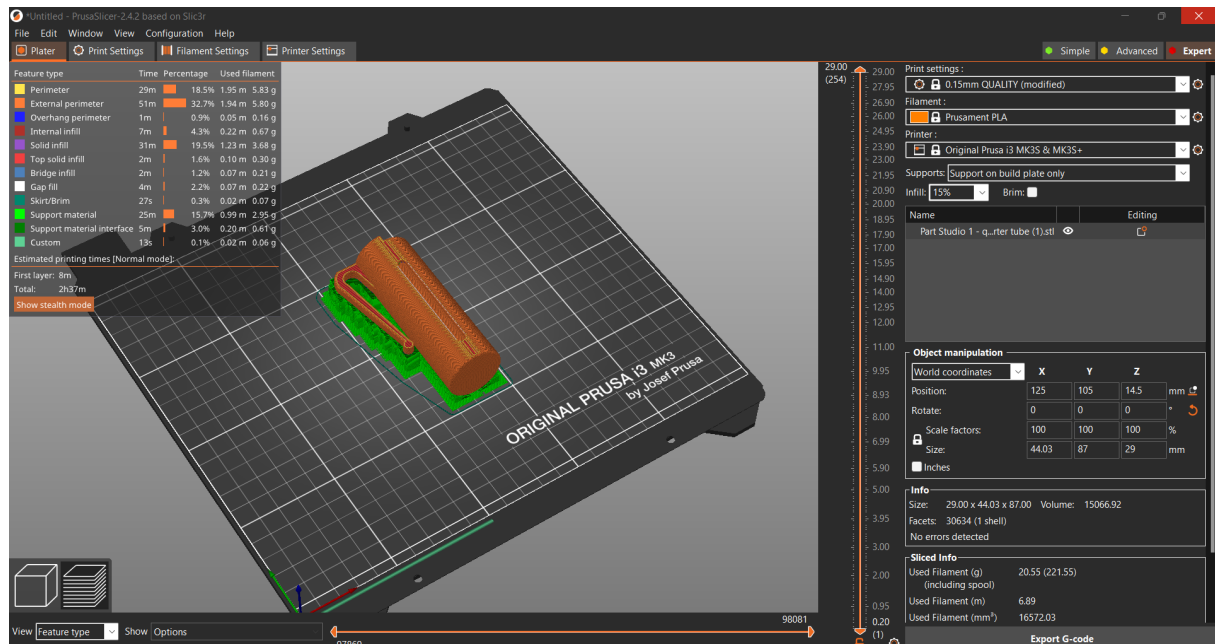 *Untitled - PrusaSlicer-2.4.2 based on Slic3r
File Edit Window View Configuration Help
Plater Print Settings Filament Settings Printer Settings Simple Advanced Expert
Feature type Time Percentage Used filament
Perimeter 29m 18.5% 1.95 m 5.83 g
External perimeter 51m 32.7% 1.94 m 5.80 g
Overhang perimeter 1m 0.9% 0.05 m 0.16 g
Internal infill 7m 4.3% 0.22 m 0.67 g
Solid infill 31m 19.5% 1.23 m 3.68 g
Top solid infill 2m 1.6% 0.10 m 0.30 g
Bridge infill 2m 1.2% 0.07 m 0.21 g
Gap fill 4m 2.2% 0.07 m 0.22 g
Skirt/Brim 27s 0.3% 0.02 m 0.07 g
Support material 25m 15.7% 0.99 m 2.95 g
Support material interface 5m 3.0% 0.20 m 0.61 g
Custom 13s 0.1% 0.02 m 0.06 g
Estimated printing times [Normal mode]:
First layer: 8m
Total: 2h37m
Show stealth mode
ORIGINAL PRUSA i3 MK3
by Josef Prusa
View Feature type Show Options
98081
97860
29.00
(254)
29.00
27.95
26.90
26.00
24.95
23.90
23.00
21.95
20.90
20.00
18.95
17.90
17.00
15.95
14.90
14.00
12.95
12.00
11.00
9.95
8.93
8.00
6.99
5.90
5.00
3.95
3.00
2.00
0.95
0.20
(1)
Print settings :
0.15mm QUALITY (modified)
Filament :
Prusament PLA
Printer :
Original Prusa i3 MK3S & MK3S+
Supports: Support on build plate only
Infill: 15% Brim:
Name Editing
Part Studio 1 - q...rter tube (1).stl
Object manipulation
World coordinates X Y Z
Position: 125 105 14.5 mm
Rotate: 0 0 0 °
Scale factors: 100 100 100 %
Size: 44.03 87 29 mm
Inches
Info
Size: 29.00 x 44.03 x 87.00 Volume: 15066.92
Facets: 30634 (1 shell)
No errors detected
Sliced Info
Used Filament (g) 20.55 (221.55)
(including spool)
Used Filament (m) 6.89
Used Filament (mm³) 16572.03
Export G-code